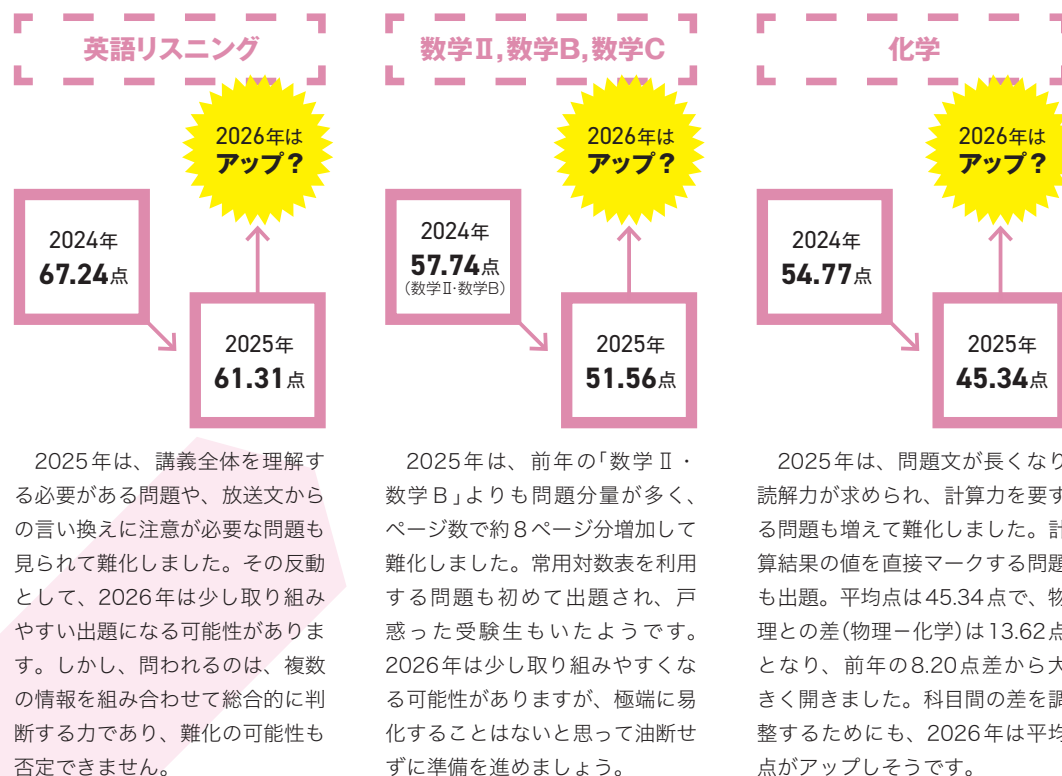 英語リスニング
2026年は
アップ？
2024年
67.24点
2025年
61.31点
2025年は、講義全体を理解す
る必要がある問題や、放送文から
の言い換えに注意が必要な問題も
見られて難化しました。その反動
として、2026年は少し取り組み
やすい出題になる可能性がありま
す。しかし、問われるのは、複数
の情報を組み合わせて総合的に判
断する力であり、難化の可能性も
否定できません。
数学Ⅱ,数学B,数学C
2026年は
アップ？
2024年
57.74点
(数学Ⅱ・数学B)
2025年
51.56点
2025年は、前年の「数学Ⅱ・
数学B」よりも問題分量が多く、
ページ数で約8ページ分増加して
難化しました。常用対数表を利用
する問題も初めて出題され、戸
惑った受験生もいたようです。
2026年は少し取り組みやすくな
る可能性がありますが、極端に易
化することはないと思って油断せ
ずに準備を進めましょう。
化学
2026年は
アップ？
2024年
54.77点
2025年
45.34点
2025年は、問題文が長くなり
読解力が求められ、計算力を要す
る問題も増えて難化しました。計
算結果の値を直接マークする問題
も出題。平均点は45.34点で、物
理との差(物理－化学)は13.62点
となり、前年の8.20点差から大
きく開きました。科目間の差を調
整するためにも、2026年は平均
点がアップしそうです。